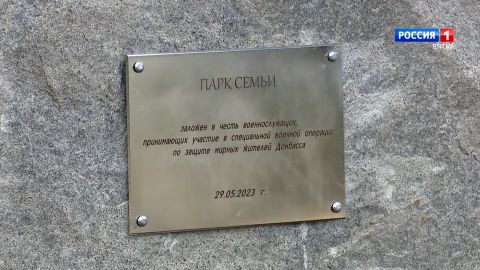 РОССИЯ 1
ВЯТКА
ПАРК СЕМЬИ
заложен в честь военнослужащих,
принимающих участие в специальной военной операции
по защите мирных жителей Донбасса
29.05.2023 г.